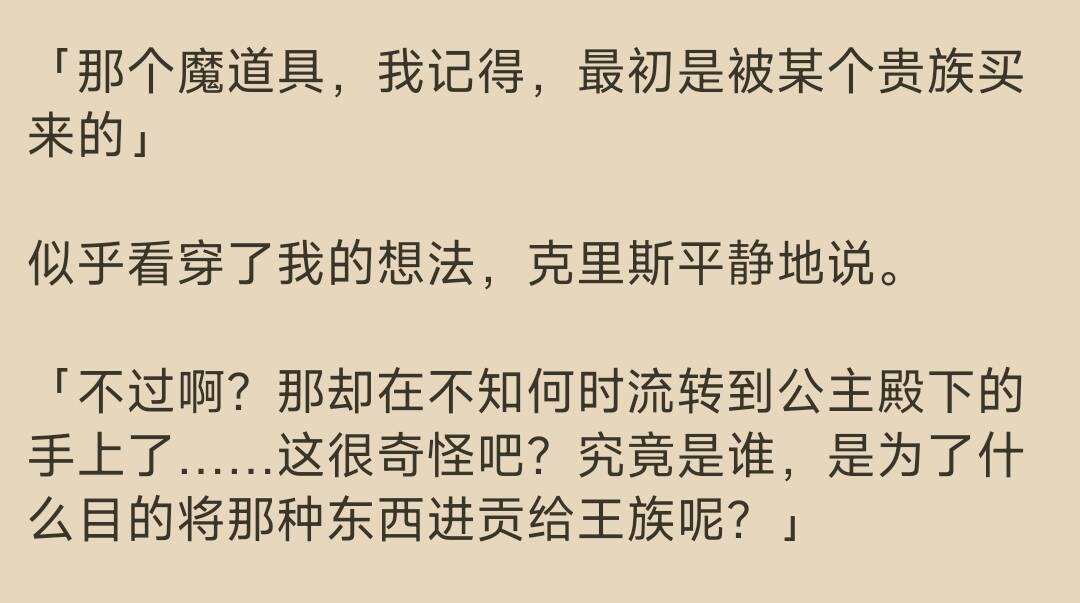 「那个魔道具，我记得，最初是被某个贵族买
来的」
似乎看穿了我的想法，克里斯平静地说。
「不过啊？那却在不知何时流转到公主殿下的
手上了……这很奇怪吧？究竟是谁，是为了什
么目的将那种东西进贡给王族呢？」